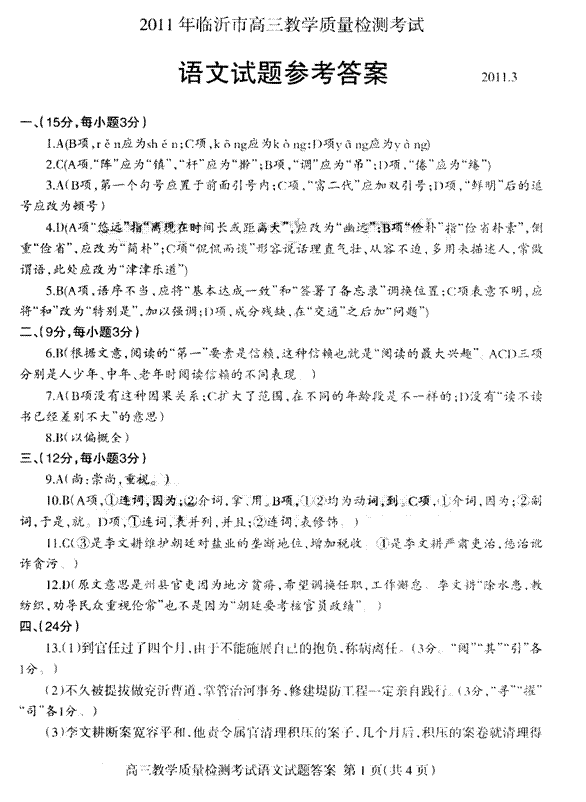 2011年临沂市高三教学质量检测考试
语文试题参考答案
2011.3
一、(15分,每小题3分)
1.A(B项,rěn应为shén;C项,kōng应为kòng;D项yāng应为yàng)
2.C(A项,“阵”应为“镇”,“杆”应为“擀”;B项,“调”应为“吊”;D项,“倦”应为“绻”)
3.A(B项,第一个句号应置于前面引号内;C项,“富二代”应加双引号;D项,“鲜明”后的逗
号应改为顿号)
4.D(A项“悠远”指“离现在时间长或距离大”,应改为“幽远”;B项“俭朴”指“俭省朴素”,侧
重“俭省”,应改为“简朴”;C项“侃侃而谈”形容说话理直气壮,从容不迫,多用来描述人,常做
谓语,此处应改为“津津乐道”)
5.B(A项,语序不当,应将“基本达成一致”和“签署了备忘录”调换位置;C项表意不明,应
将“和”改为“特别是”,加以强调;D项,成分残缺,在“交通”之后加“问题”)
二、(9分,每小题3分)
6.B(根据文意,阅读的“第一”要素是信赖,这种信赖也就是“阅读的最大兴趣”。ACD三项
分别是人少年、中年、老年时阅读信赖的不同表现。)
7.A(B项没有这种因果关系;C扩大了范围,在不同的年龄段是不一样的;D没有“读不读
书已经差别不大”的意思)
8.B(以偏概全)
三、(12分,每小题3分)
9.A(尚:崇尚,重视。)
10.B(A项,①连词,因为;②介词,拿、用。B项,①②均为动词,到。C项,①介词,因为;②副
词,于是,就。D项,①连词,表并列,并且;②连词,表修饰。)
11.C(③是李文耕维护朝廷对盐业的垄断地位,增加税收。④是李文耕严肃吏治,惩治讹
诈贪污。)
12.D(原文意思是州县官吏因为地方贫瘠,希望调换任职,工作懈怠。李文耕“除水患,教
纺织,劝导民众重视伦常”也不是因为“朝廷要考核官员政绩”。)
四、(24分)
13.(1)到官任过了四个月,由于不能施展自己的抱负,称病离任。(3分。“阅”“其”“引”各
1分。)
(2)不久被提拔做兖沂曹道,掌管治河事务,修建堤防工程一定亲自践行。(3分,“寻”“擢”
“司”各1分。)
(3)李文耕断案宽容平和,他责令属官清理积压的案子,几个月后,积压的案卷就清理得
高三教学质量检测考试语文试题答案 第1页(共4页)